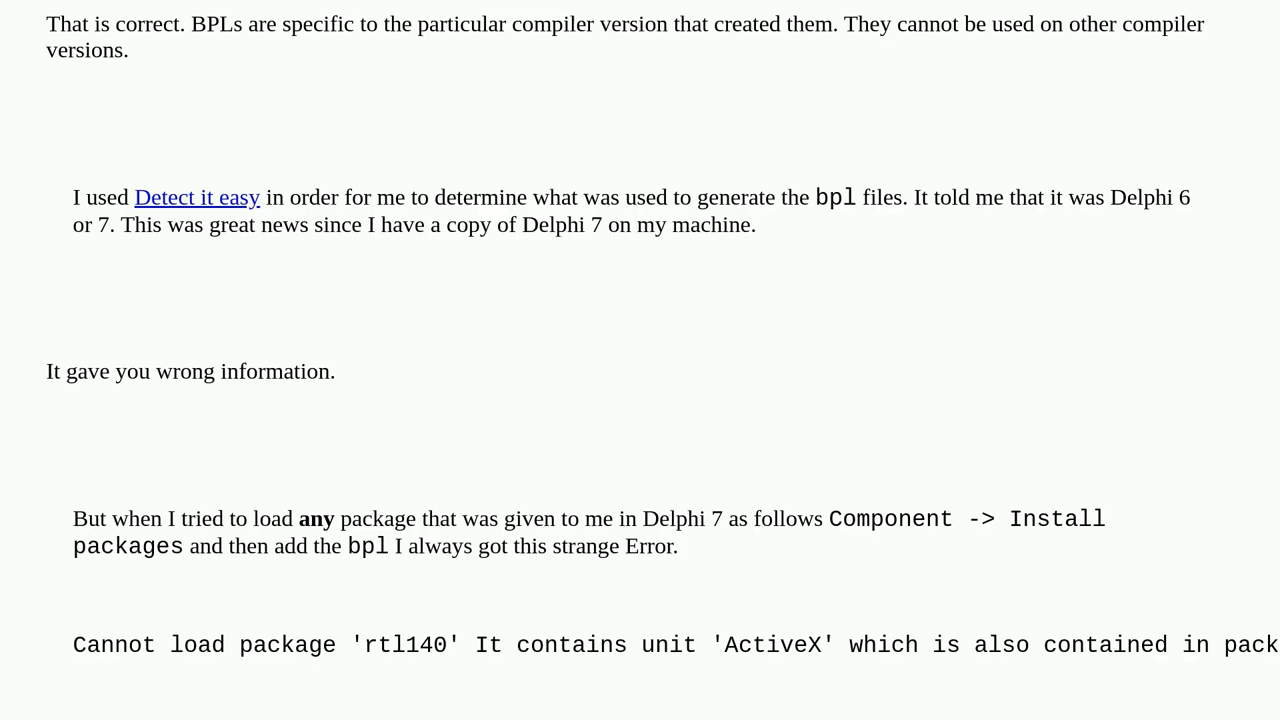 That is correct. BPLs are specific to the particular compiler version that created them. They cannot be used on other compiler
versions.
I used Detect it easy in order for me to determine what was used to generate the bpl files. It told me that it was Delphi 6
or 7. This was great news since I have a copy of Delphi 7 on my machine.
It gave you wrong information.
But when I tried to load any package that was given to me in Delphi 7 as follows Component -> Install
packages and then add the bpl I always got this strange Error.
Cannot load package 'rtl140' It contains unit 'ActiveX' which is also contained in pack